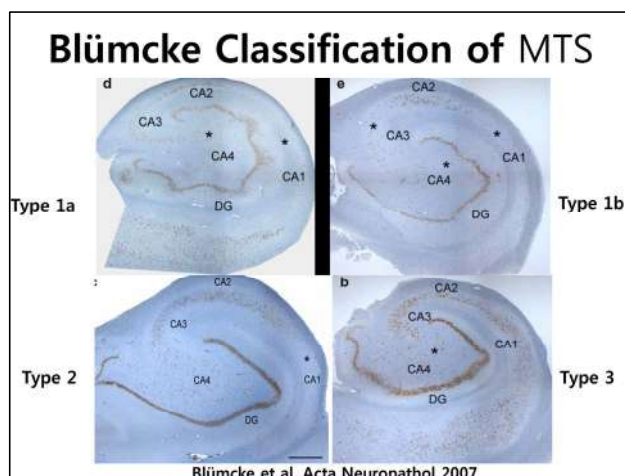 Blümcke Classification of MTS
d
CA2
CA3
*
CA4
*
CA1
DG
Type 1a
e
CA2
*
CA3
*
CA4
*
CA1
DG
Type 1b
CA2
CA3
CA4
*
CA1
DG
Type 2
b
CA2
CA3
CA1
*
CA4
DG
Type 3
Blümcke et al. Acta Neuropathol 2007